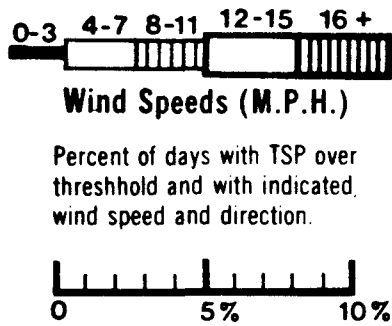 0-3 4-7 8-11 12-15 16 +
Wind Speeds (M.P.H.)
Percent of days with TSP over
threshhold and with indicated
wind speed and direction.
0 5% 10%